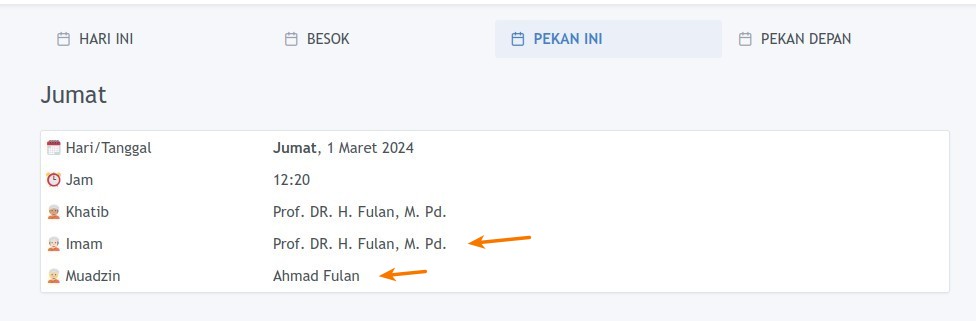 HARI INI BESOK PEKAN INI PEKAN DEPAN
Jumat
Hari/Tanggal Jumat, 1 Maret 2024
Jam 12:20
Khatib Prof. DR. H. Fulan, M. Pd.
Imam Prof. DR. H. Fulan, M. Pd.
Muadzin Ahmad Fulan